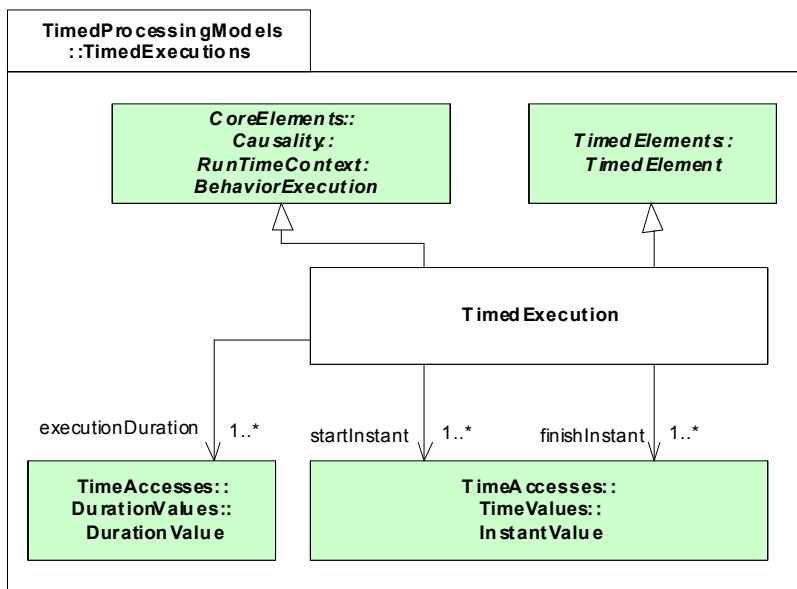 TimedProcessingModels
::TimedExecutions
CoreElements::
Causality::
RunTimeContext:
BehaviorExecution
TimedElements:
TimedElement
TimedExecution
executionDuration
1..*
startInstant
1..*
finishInstant
1..*
TimeAccesses::
DurationValues::
DurationValue
TimeAccesses::
TimeValues::
InstantValue